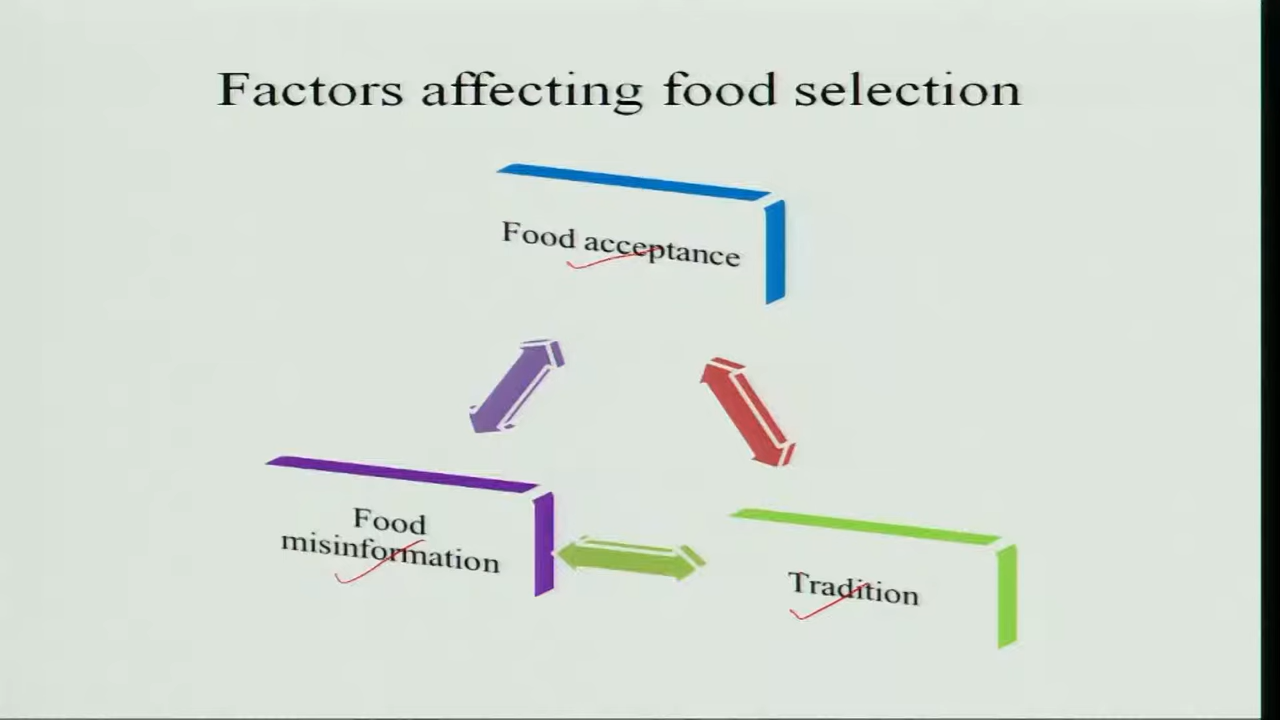 Factors affecting food selection
Food acceptance
Food
misinformation
Tradition